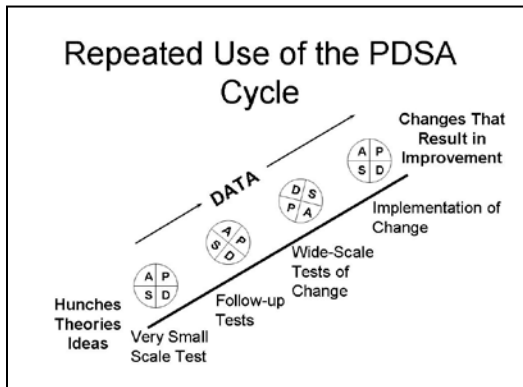 Repeated Use of the PDSA
Cycle
Changes That
Result in
Improvement
DATA
A P
S D
D S
P A
A P
S D
A P
S D
Implementation of
Change
Wide-Scale
Tests of
Change
Follow-up
Tests
Hunches
Theories
Ideas
Very Small
Scale Test